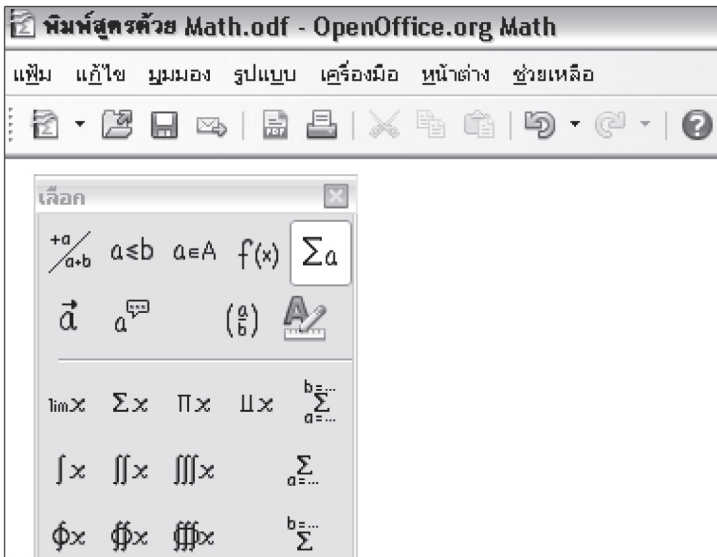 พิมพ์สูตรด้วย Math.odf - OpenOffice.org Math
แฟ้ม แก้ไข มุมมอง รูปแบบ เครื่องมือ หน้าต่าง ช่วยเหลือ
PDF
เลือก
+a/a+b a≤b a∈A f(x) Σa
a⃗ a (a/b) A
lim x Σx Πx ∐x b=... Σ a=...
∫x ∬x ∭x Σ a=...
∮x ∯x ∰x b=... Σ